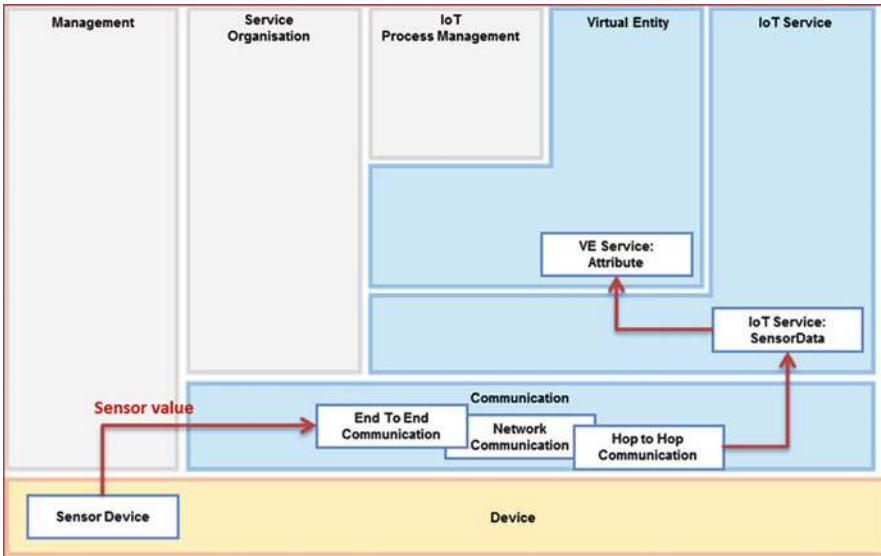 Management
Service
Organisation
IoT
Process Management
Virtual Entity
IoT Service
VE Service:
Attribute
IoT Service:
SensorData
Communication
Sensor value
End To End
Communication
Network
Communication
Hop to Hop
Communication
Sensor Device
Device